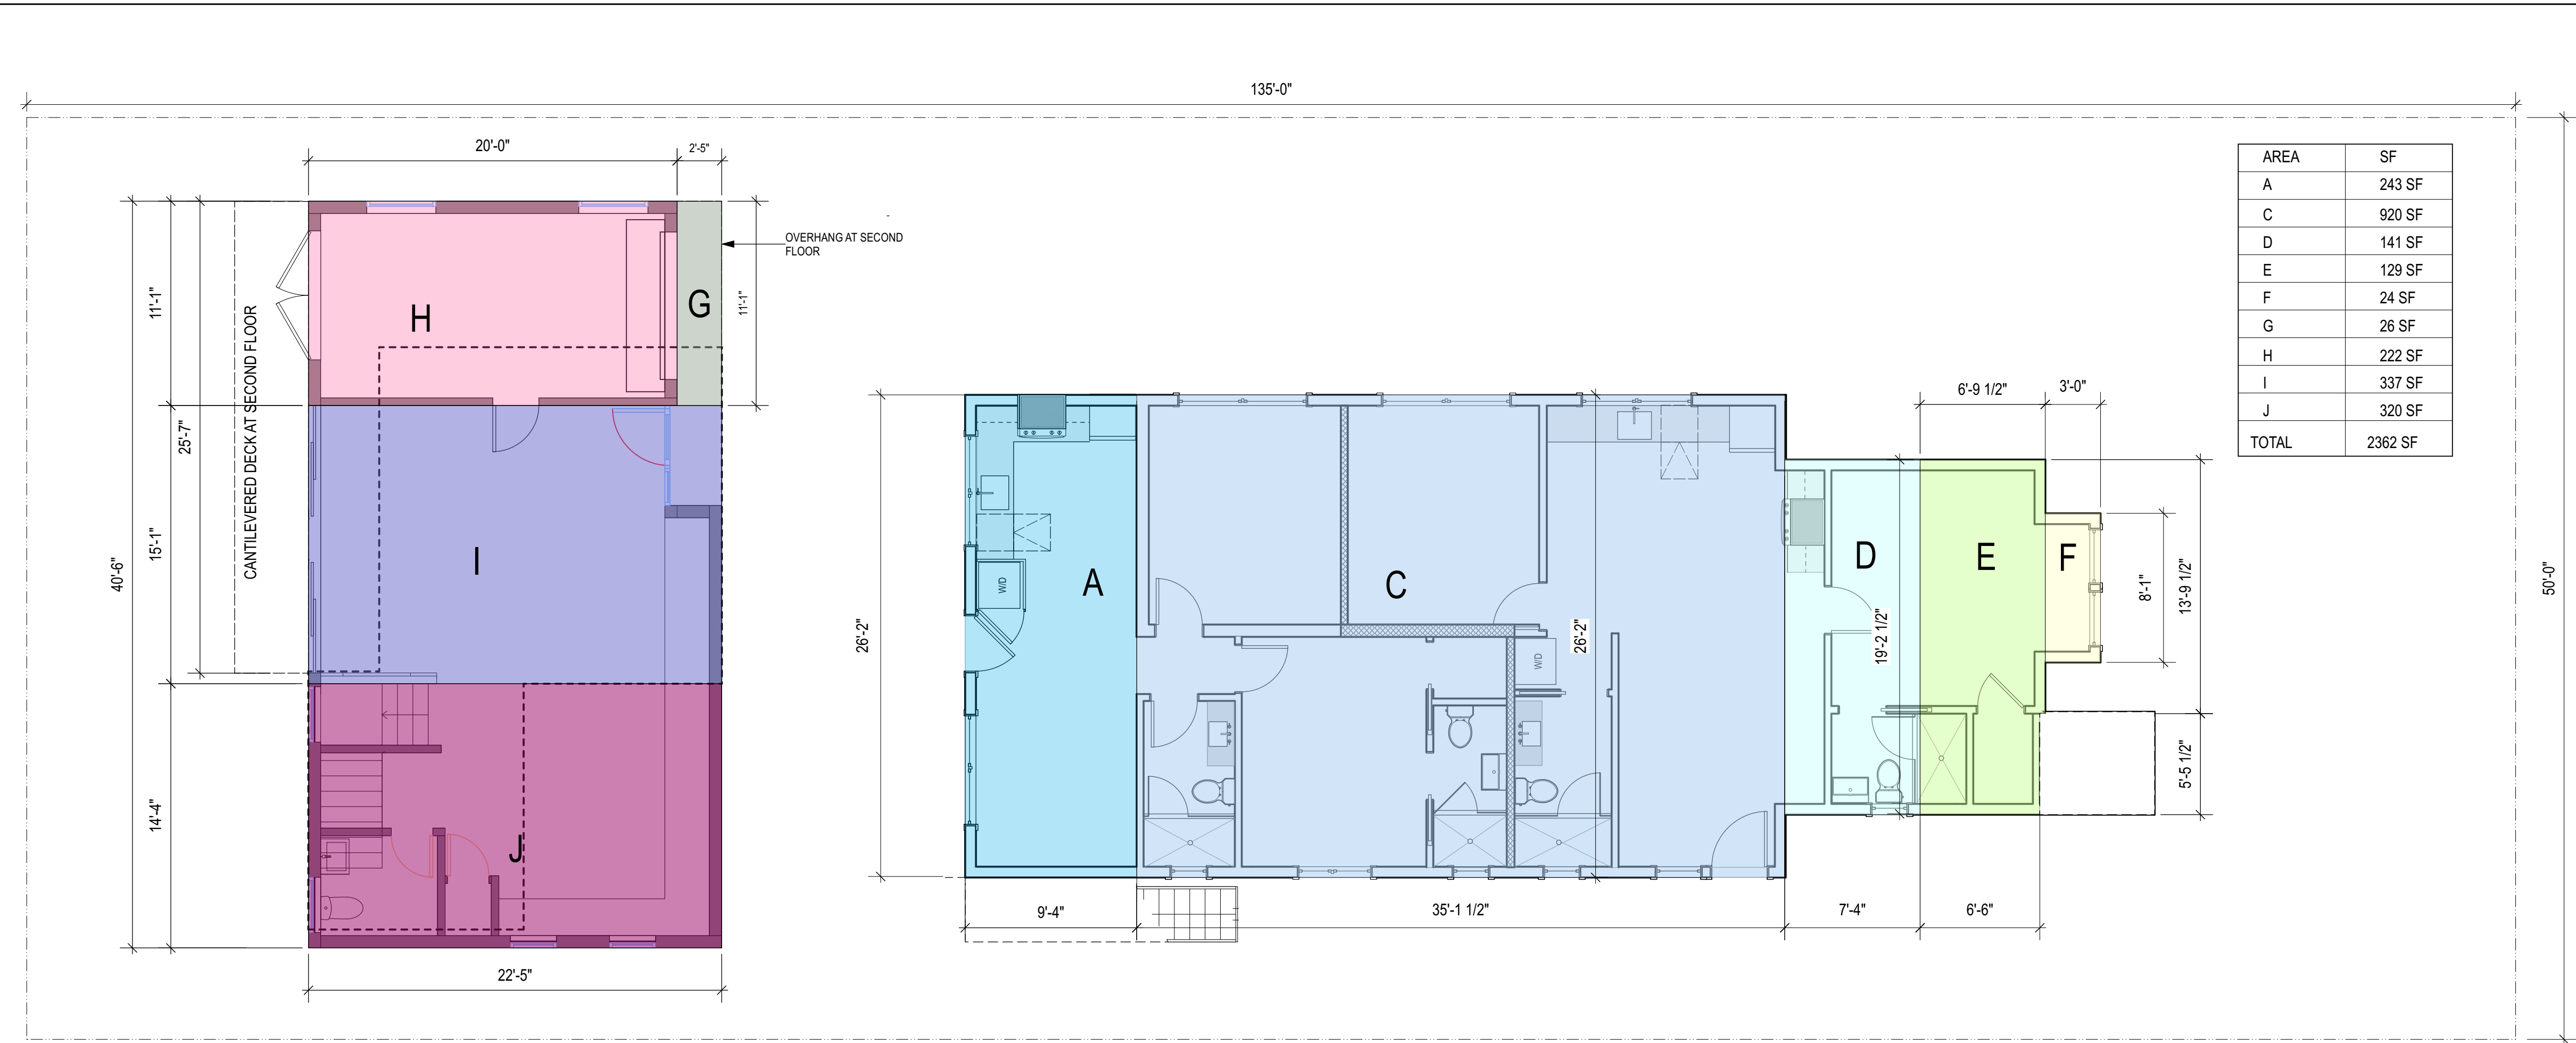 135'-0"
20'-0"
2'-5"
AREA SF
A 243 SF
C 920 SF
D 141 SF
E 129 SF
F 24 SF
G 26 SF
H 222 SF
I 337 SF
J 320 SF
TOTAL 2362 SF
OVERHANG AT SECOND
FLOOR
H
G
11'-1"
11'-1"
25'-7"
CANTILEVERED DECK AT SECOND FLOOR
15'-1"
40'-6"
14'-4"
I
J
22'-5"
26'-2"
A
W/D
C
26'-2"
W/D
D
19'-2 1/2"
E
F
6'-9 1/2"
3'-0"
8'-1"
13'-9 1/2"
5'-5 1/2"
50'-0"
9'-4"
35'-1 1/2"
7'-4"
6'-6"